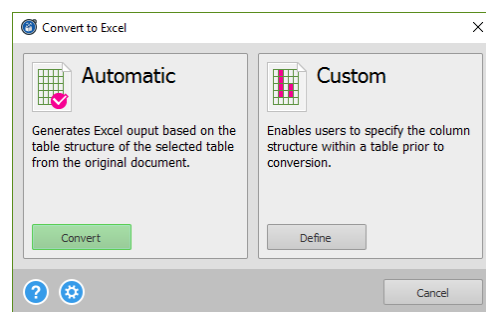 Convert to Excel
Automatic
Generates Excel ouput based on the
table structure of the selected table
from the original document.
Convert
Custom
Enables users to specify the column
structure within a table prior to
conversion.
Define
?
Cancel